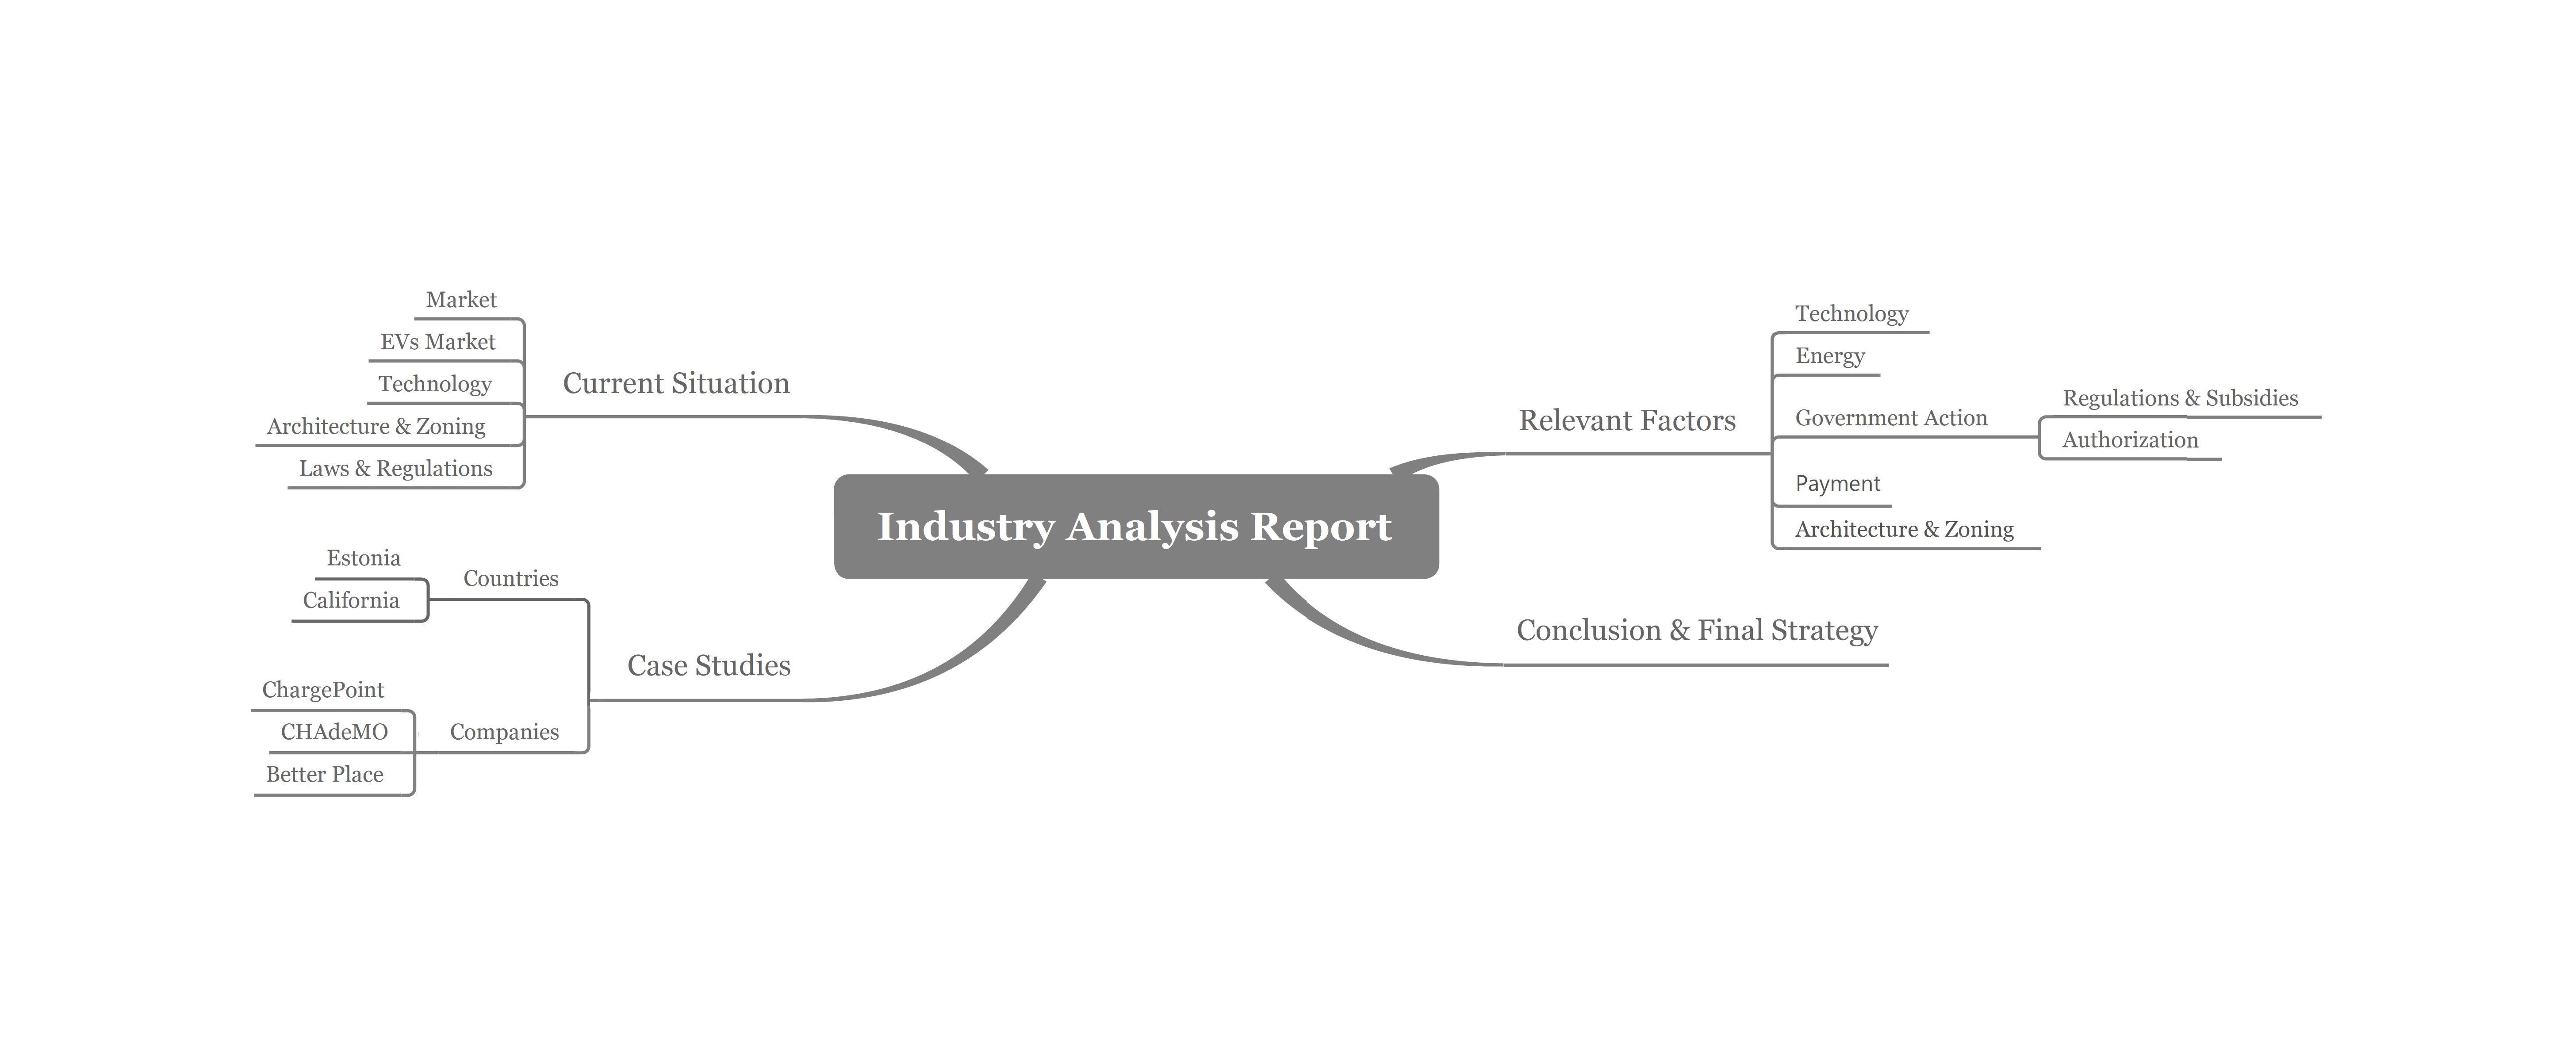 Industry Analysis Report
Current Situation
Market
EVs Market
Technology
Architecture & Zoning
Laws & Regulations
Case Studies
Countries
Estonia
California
Companies
ChargePoint
CHAdeMO
Better Place
Relevant Factors
Technology
Energy
Government Action
Regulations & Subsidies
Authorization
Payment
Architecture & Zoning
Conclusion & Final Strategy